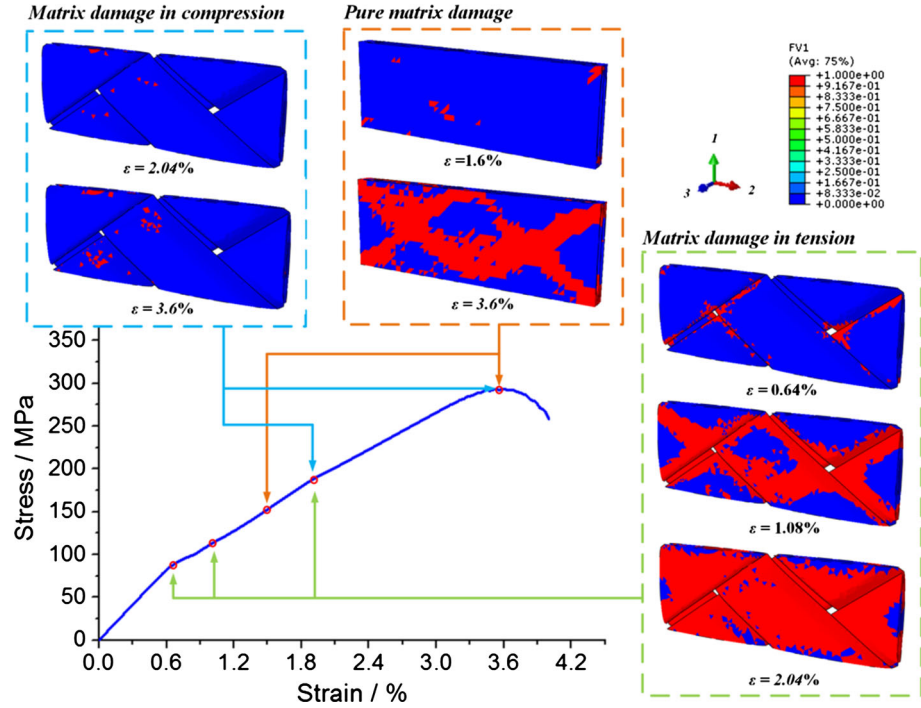 Matrix damage in compression
Pure matrix damage
ε = 2.04%
ε = 3.6%
ε =1.6%
ε = 3.6%
FV1
(Avg: 75%)
+1.000e+00
+9.167e-01
+8.333e-01
+7.500e-01
+6.667e-01
+5.833e-01
+5.000e-01
+4.167e-01
+3.333e-01
+2.500e-01
+1.667e-01
+8.333e-02
+0.000e+00
1
3
2
Matrix damage in tension
ε = 0.64%
ε = 1.08%
ε = 2.04%
Stress / MPa
350
300
250
200
150
100
50
0
0.0 0.6 1.2 1.8 2.4 3.0 3.6 4.2
Strain / %